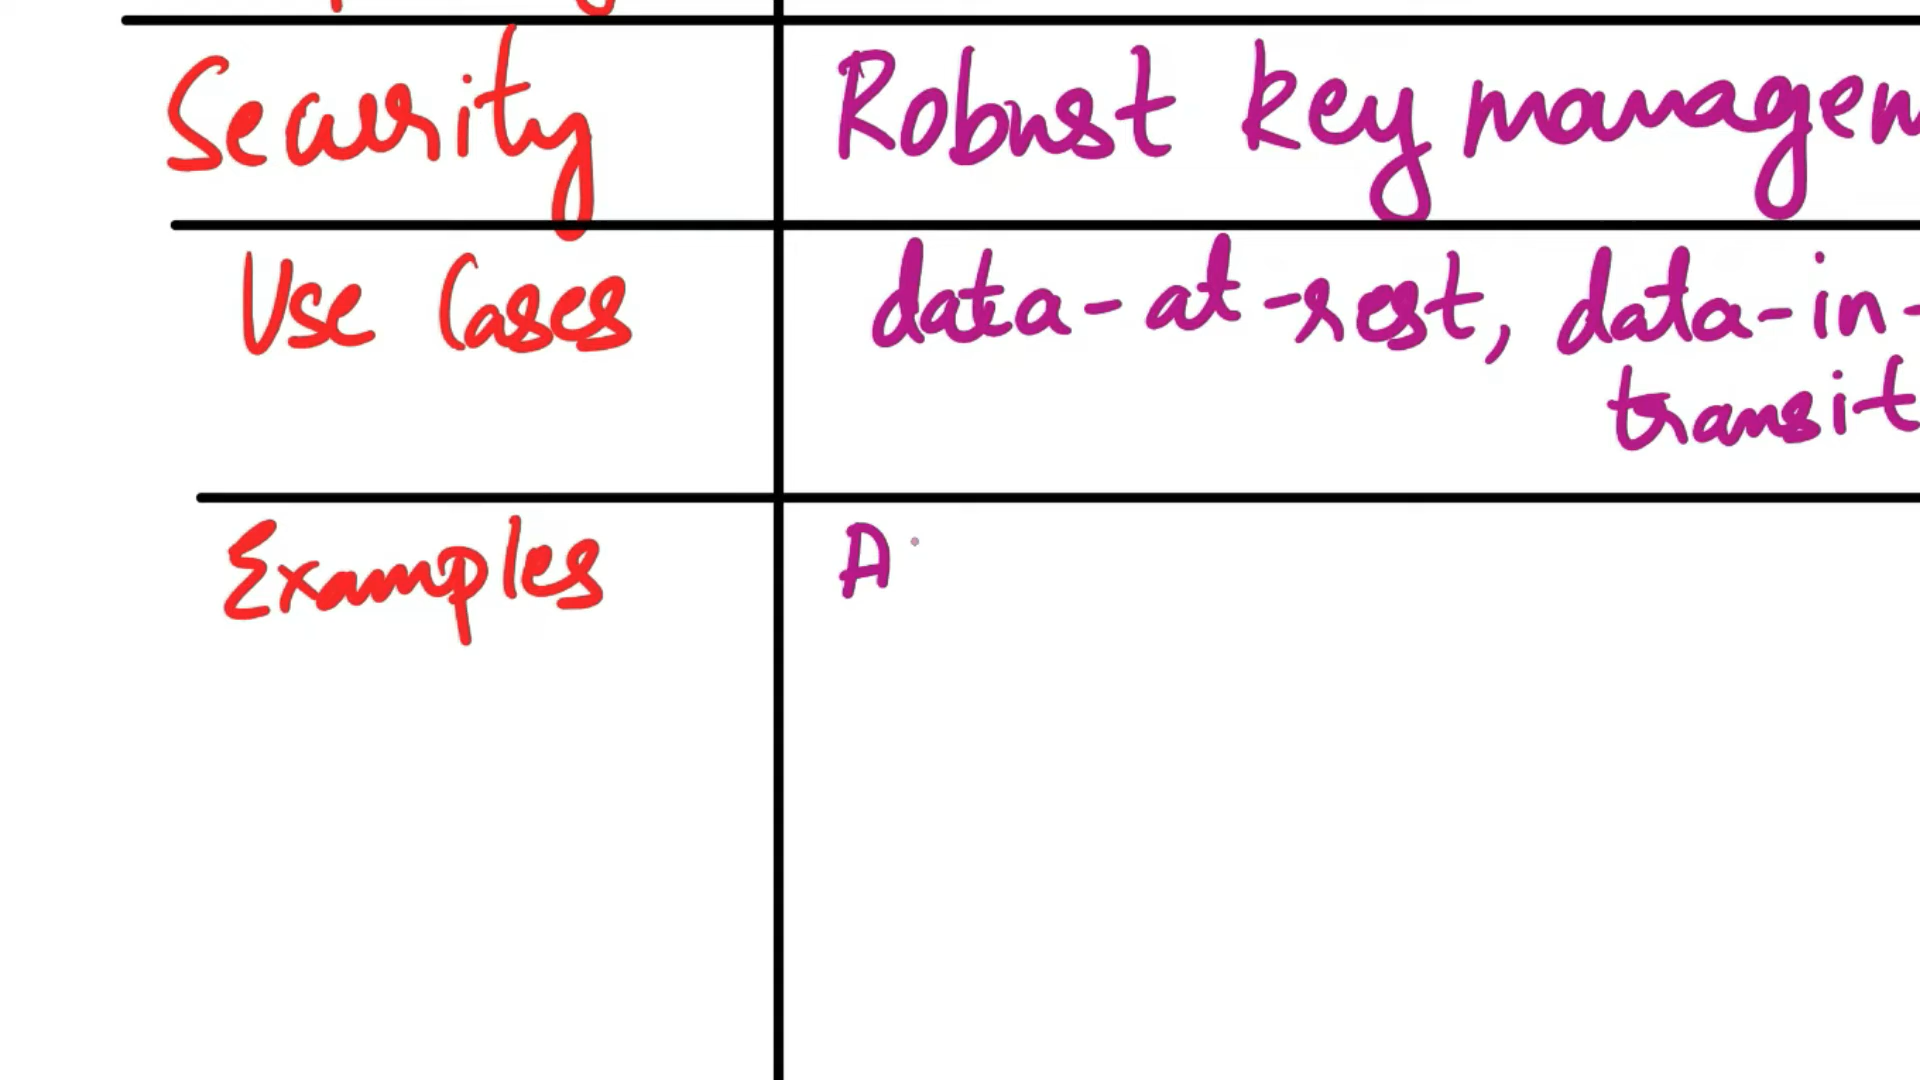 Security
Robust key managem
Use Cases
data-at-rest, data-in-
transit
Examples
A